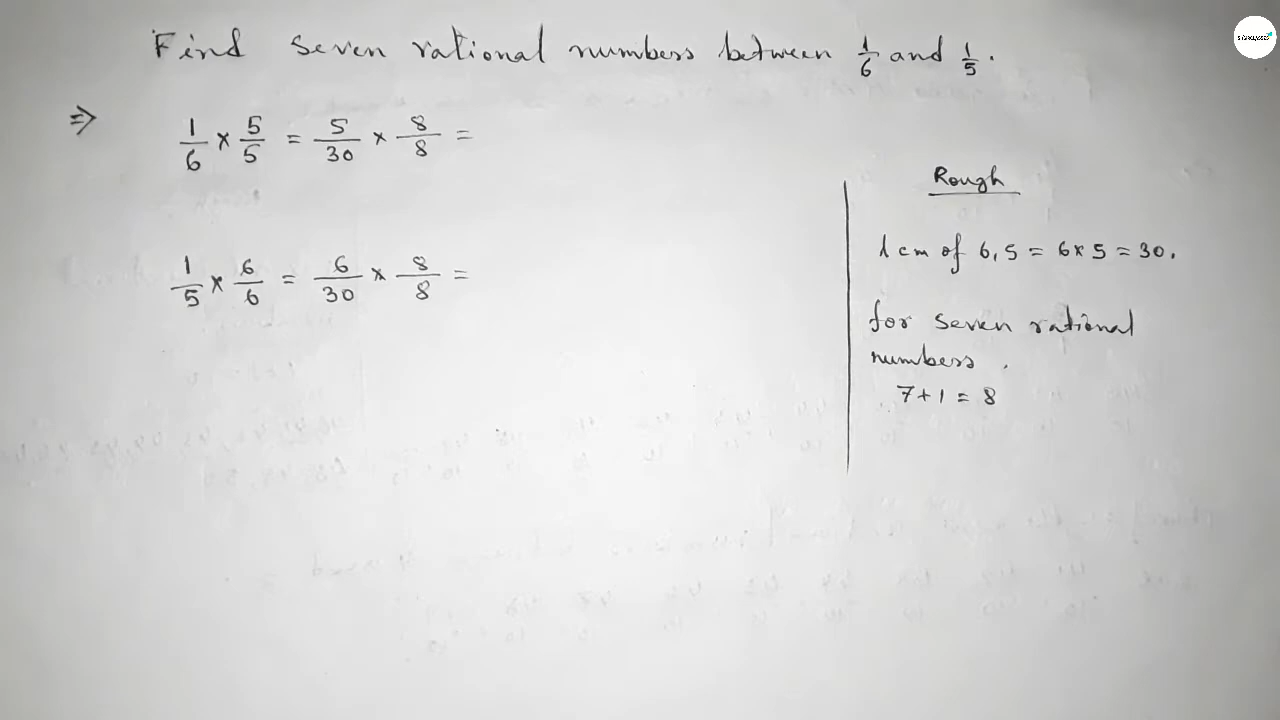 Find seven rational numbers between 1/6 and 1/5.
⇒ 1/6 × 5/5 = 5/30 × 8/8 =
1/5 × 6/6 = 6/30 × 8/8 =
Rough
lcm of 6,5 = 6×5 = 30.
for seven rational
numbers.
7+1 = 8